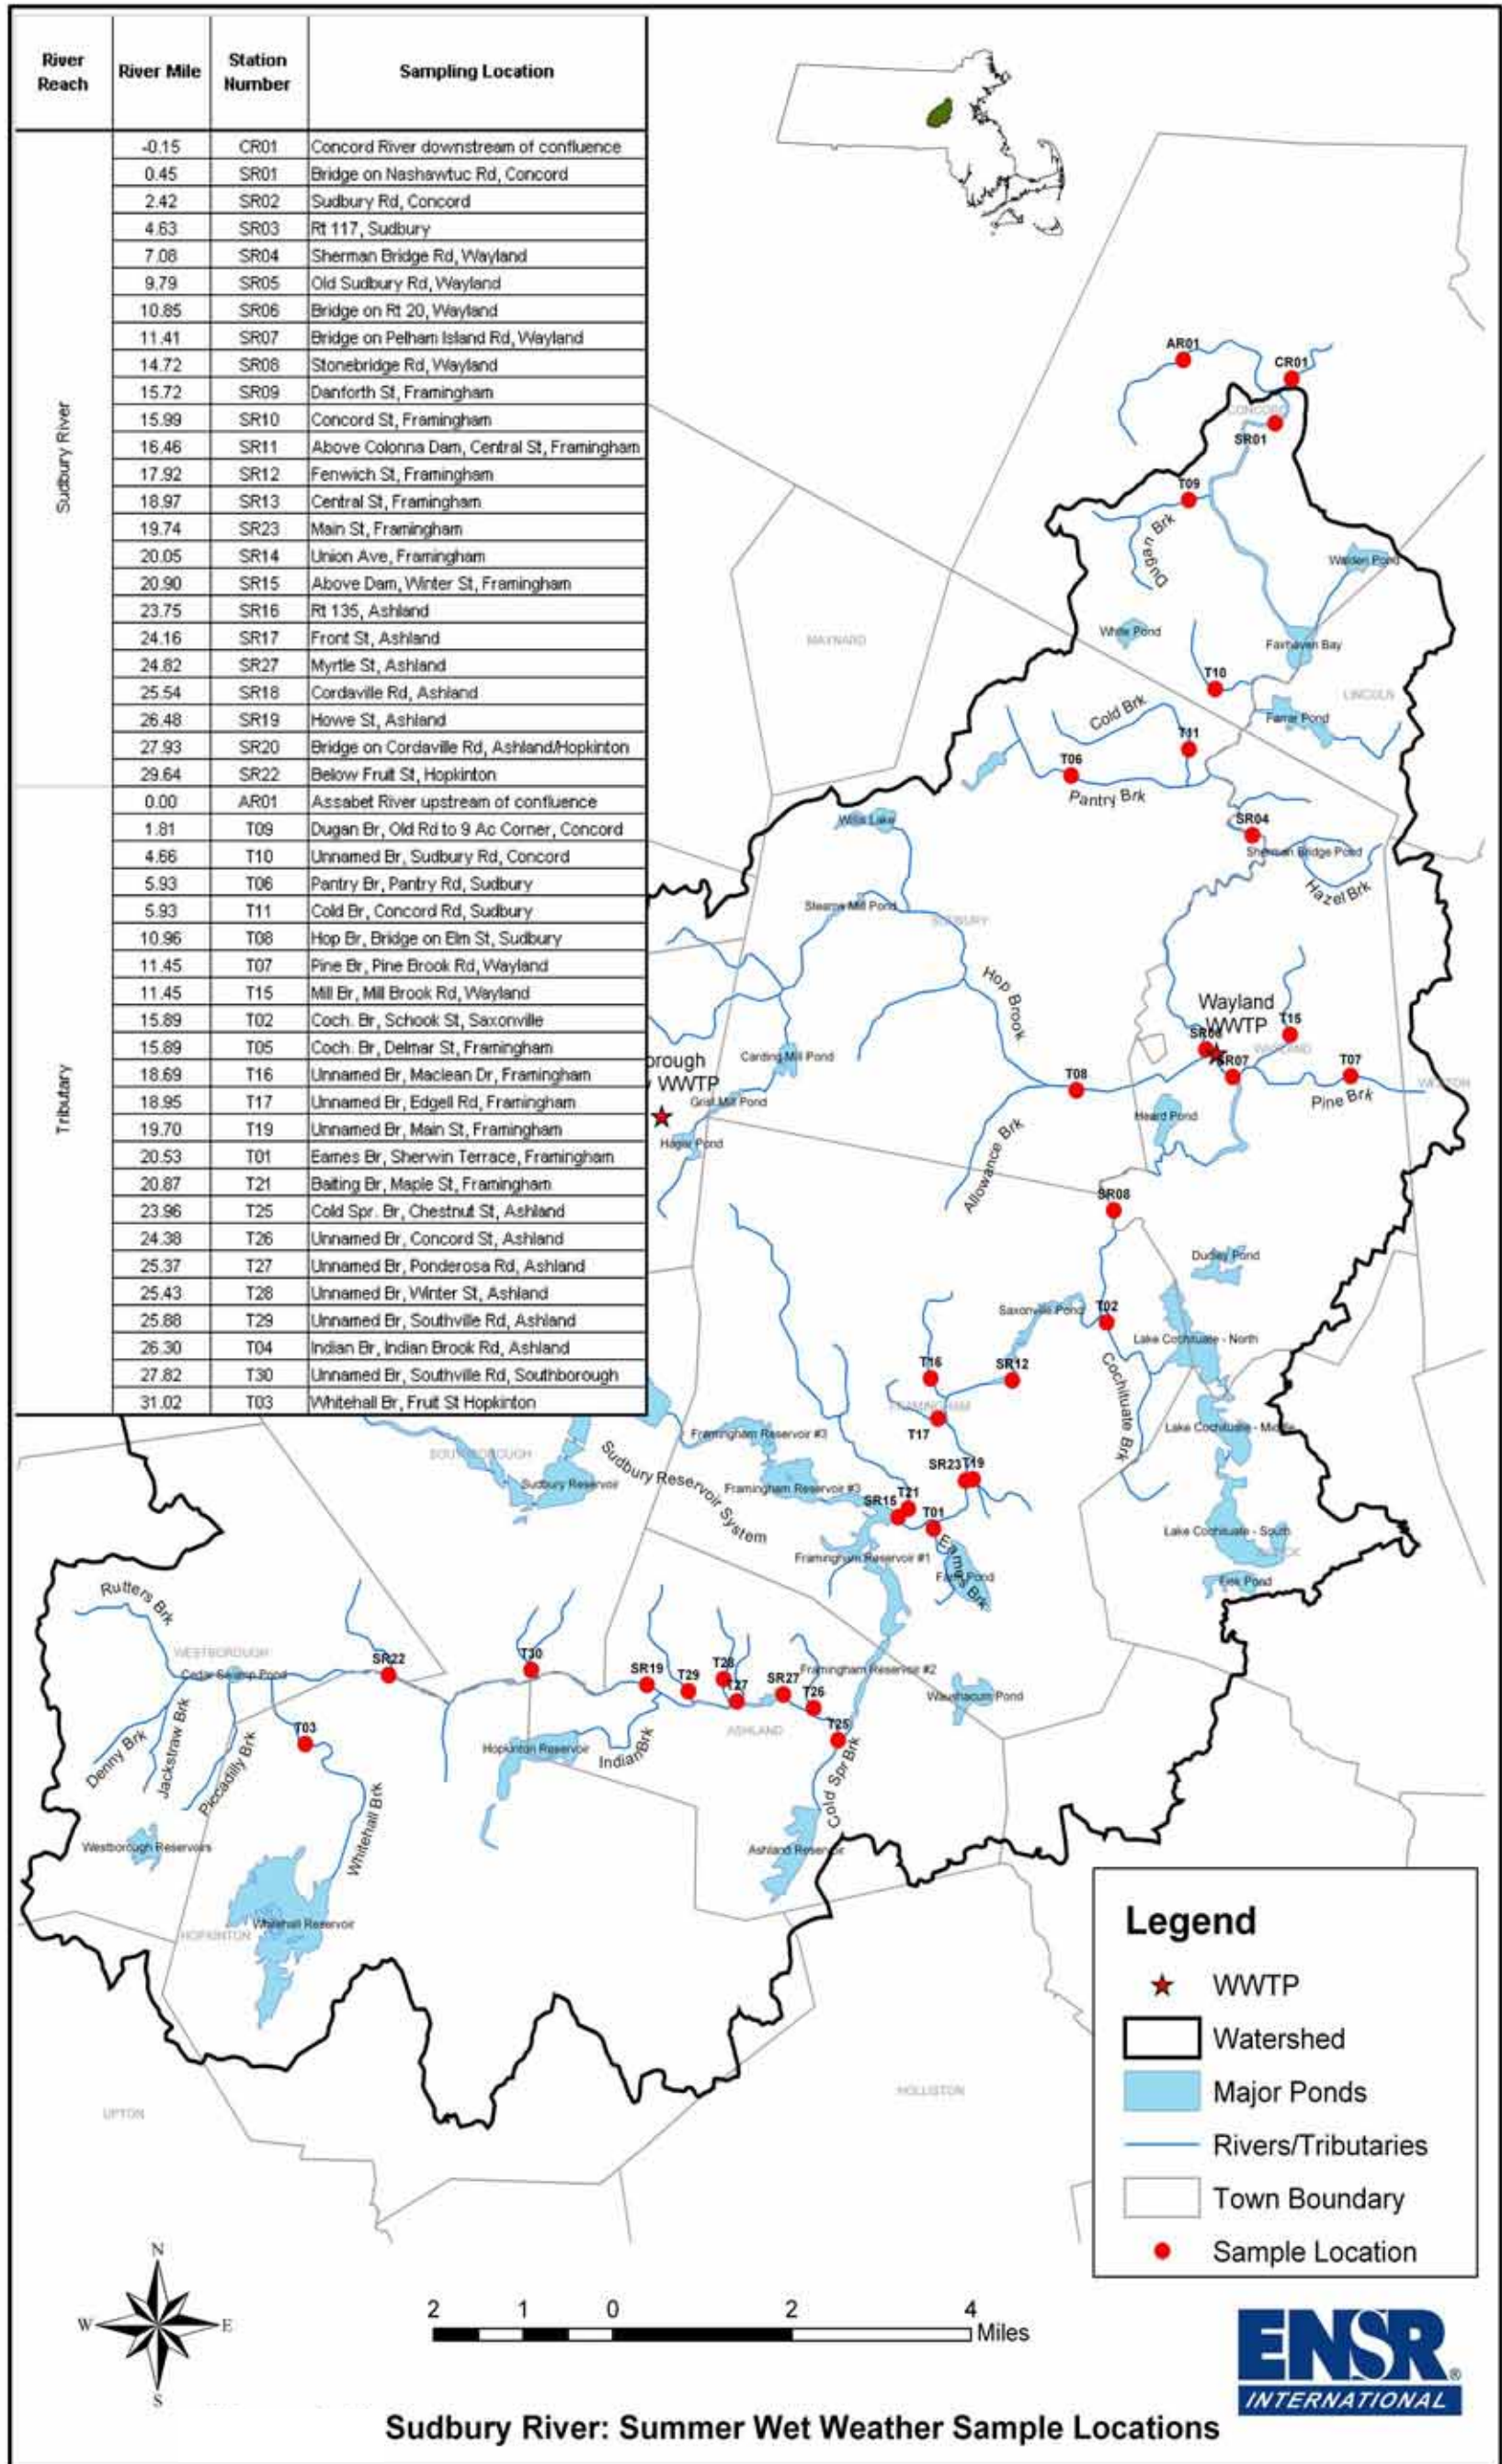 River Reach River Mile Station Number Sampling Location
Sudbury River
-0.15 CR01 Concord River downstream of confluence
0.45 SR01 Bridge on Nashawtuc Rd, Concord
2.42 SR02 Sudbury Rd, Concord
4.63 SR03 Rt 117, Sudbury
7.08 SR04 Sherman Bridge Rd, Wayland
9.79 SR05 Old Sudbury Rd, Wayland
10.85 SR06 Bridge on Rt 20, Wayland
11.41 SR07 Bridge on Pelham Island Rd, Wayland
14.72 SR08 Stonebridge Rd, Wayland
15.72 SR09 Danforth St, Framingham
15.99 SR10 Concord St, Framingham
16.46 SR11 Above Colonna Dam, Central St, Framingham
17.92 SR12 Fenwich St, Framingham
18.97 SR13 Central St, Framingham
19.74 SR23 Main St, Framingham
20.05 SR14 Union Ave, Framingham
20.90 SR15 Above Dam, Winter St, Framingham
23.75 SR16 Rt 135, Ashland
24.16 SR17 Front St, Ashland
24.82 SR27 Myrtle St, Ashland
25.54 SR18 Cordaville Rd, Ashland
26.48 SR19 Howe St, Ashland
27.93 SR20 Bridge on Cordaville Rd, Ashland/Hopkinton
29.64 SR22 Below Fruit St, Hopkinton
Tributary
0.00 AR01 Assabet River upstream of confluence
1.81 T09 Dugan Br, Old Rd to 9 Ac Corner, Concord
4.66 T10 Unnamed Br, Sudbury Rd, Concord
5.93 T06 Pantry Br, Pantry Rd, Sudbury
5.93 T11 Cold Br, Concord Rd, Sudbury
10.96 T08 Hop Br, Bridge on Elm St, Sudbury
11.45 T07 Pine Br, Pine Brook Rd, Wayland
11.45 T15 Mill Br, Mill Brook Rd, Wayland
15.89 T02 Coch. Br, Schook St, Saxonville
15.89 T05 Coch. Br, Delmar St, Framingham
18.69 T16 Unnamed Br, Maclean Dr, Framingham
18.95 T17 Unnamed Br, Edgell Rd, Framingham
19.70 T19 Unnamed Br, Main St, Framingham
20.53 T01 Eames Br, Sherwin Terrace, Framingham
20.87 T21 Baiting Br, Maple St, Framingham
23.96 T25 Cold Spr. Br, Chestnut St, Ashland
24.38 T26 Unnamed Br, Concord St, Ashland
25.37 T27 Unnamed Br, Ponderosa Rd, Ashland
25.43 T28 Unnamed Br, Winter St, Ashland
25.88 T29 Unnamed Br, Southville Rd, Ashland
26.30 T04 Indian Br, Indian Brook Rd, Ashland
27.82 T30 Unnamed Br, Southville Rd, Southborough
31.02 T03 Whitehall Br, Fruit St Hopkinton
AR01
CR01
CONCORD
SR01
T09
Dugan Brk
Walden Pond
White Pond
Fairhaven Bay
MAYNARD
T10
LINCOLN
Cold Brk
Farrar Pond
T11
T06
Pantry Brk
SR04
Willis Lake
Sherman Bridge Pond
Hazel Brk
Stearns Mill Pond
SUDBURY
Hop Brook
Wayland
WWTP
T15
SR06
WAYLAND
SR07
T07
Pine Brk
WESTON
T08
Heard Pond
Carding Mill Pond
orough
WWTP
Grist Mill Pond
Hager Pond
Allowance Brk
SR08
Dudley Pond
Saxonville Pond
T02
Lake Cochituate - North
T16
SR12
Cochituate Brk
FRAMINGHAM
T17
Framingham Reservoir #3
Lake Cochituate - Middle
SOUTHBOROUGH
Sudbury Reservoir System
SR23
T19
Sudbury Reservoir
Framingham Reservoir #3
SR15
T21
T01
Lake Cochituate - South
NATICK
Framingham Reservoir #1
Eames Brk
Farm Pond
Fisk Pond
Rutters Brk
WESTBOROUGH
SR22
T30
Cedar Swamp Pond
SR19
T29
T28
T27
SR27
T26
Framingham Reservoir #2
Waushacum Pond
T03
T25
ASHLAND
Hopkinton Reservoir
Indian Brk
Denny Brk
Jackstraw Brk
Piccadilly Brk
Whitehall Brk
Cold Spr Brk
Westborough Reservoirs
Ashland Reservoir
Whitehall Reservoir
HOPKINTON
HOLLISTON
UPTON
Legend
WWTP
Watershed
Major Ponds
Rivers/Tributaries
Town Boundary
Sample Location
N
W E
S
2 1 0 2 4
Miles
ENSR®
INTERNATIONAL
Sudbury River: Summer Wet Weather Sample Locations